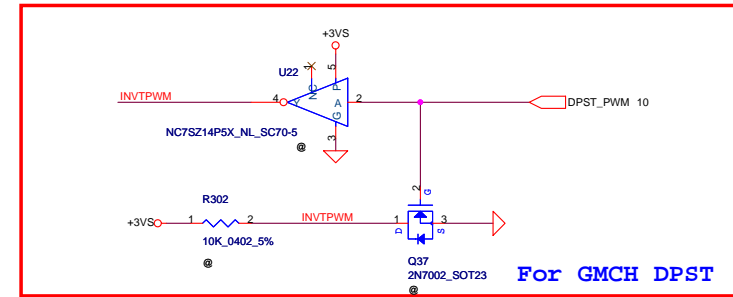 +3VS
U22
1
5
NC
P
INVTPWM
4
Y
A
2
DPST_PWM 10
G
3
NC7SZ14P5X_NL_SC70-5
@
2
G
R302
+3VS
1
2
INVTPWM
1
3
D
S
10K_0402_5%
@
Q37
2N7002_SOT23
@
For GMCH DPST